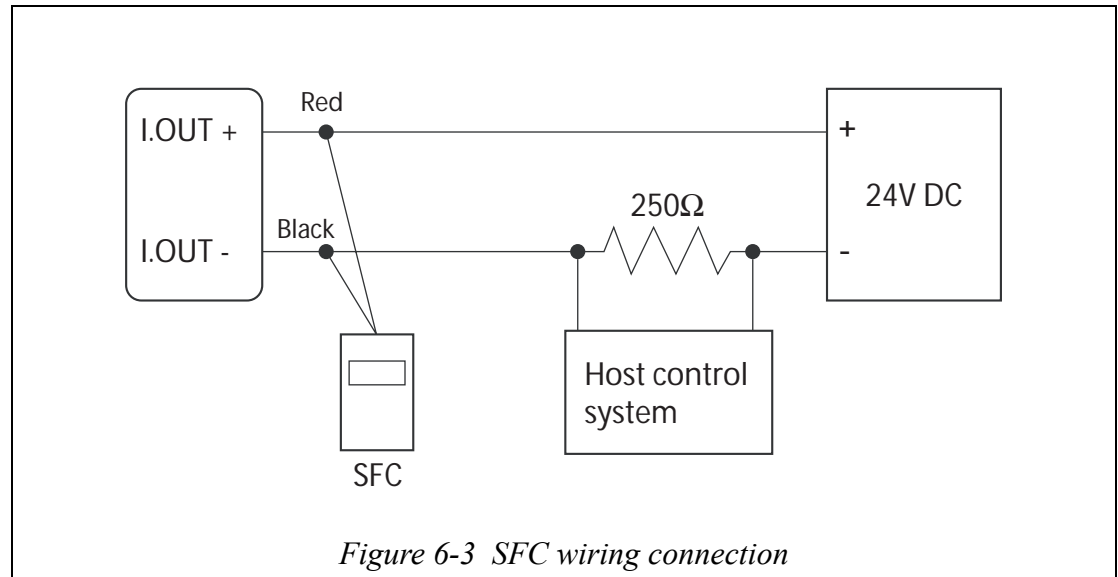 Red
I.OUT +
+
24V DC
250Ω
Black
I.OUT -
-
Host control
system
SFC
Figure 6-3 SFC wiring connection